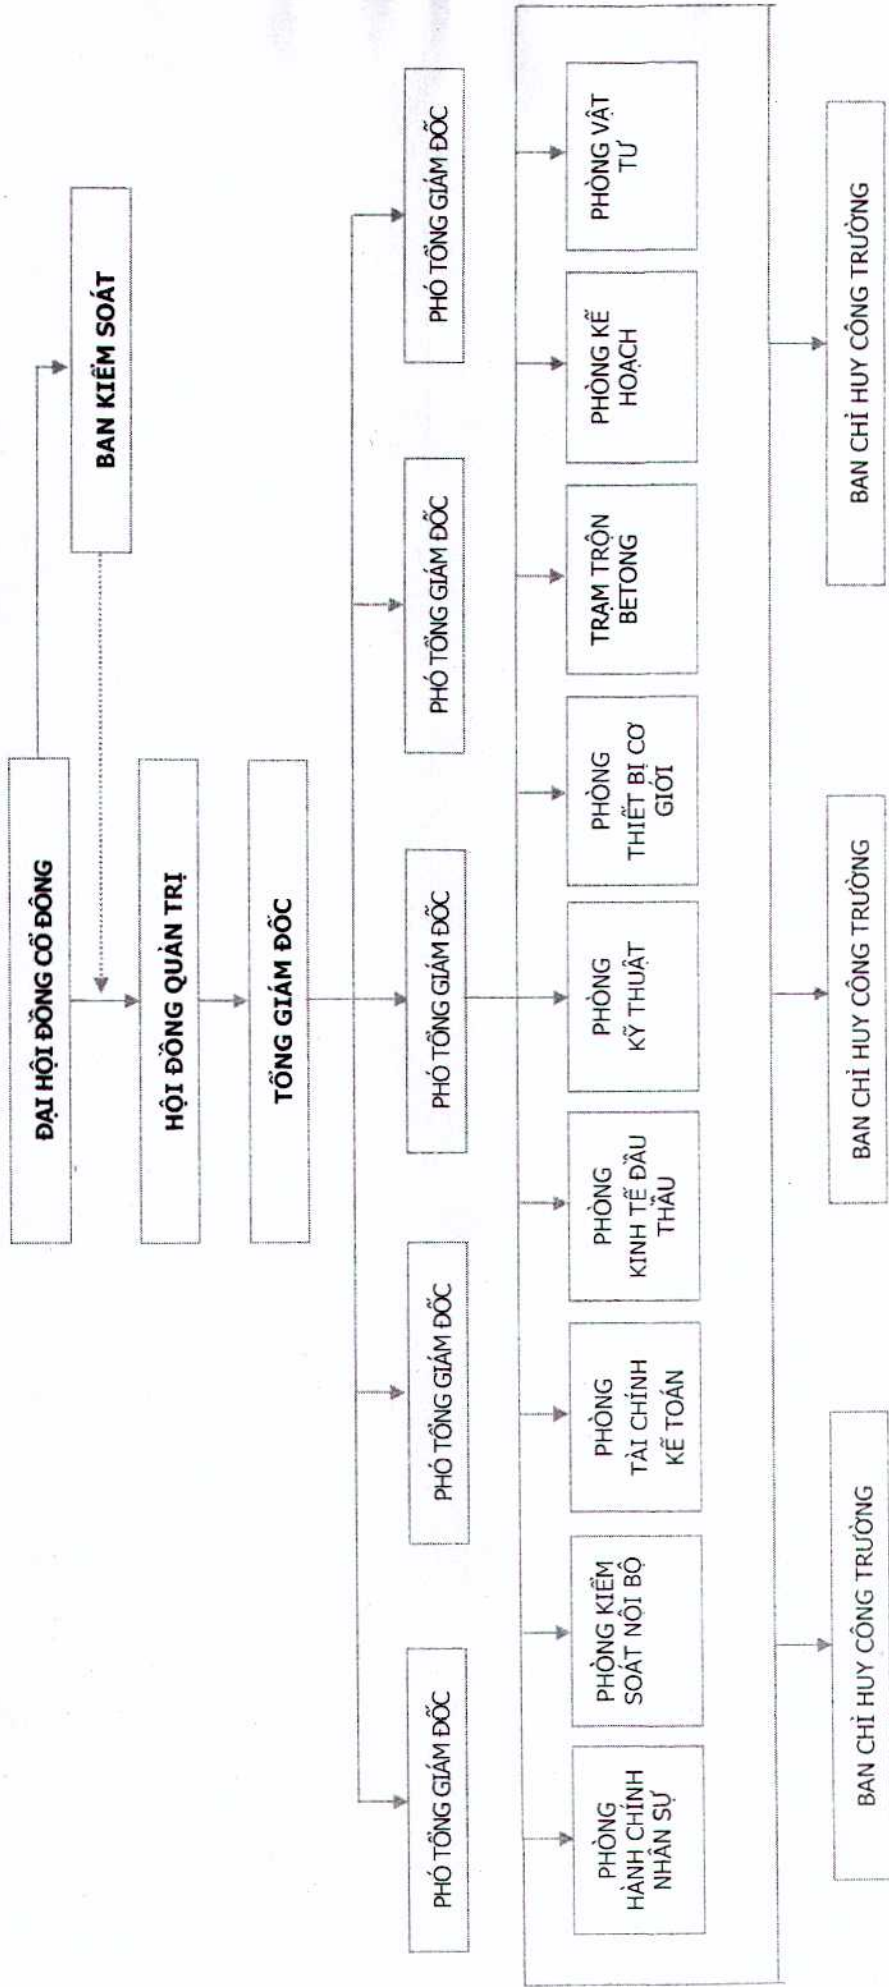 ĐẠI HỘI ĐỒNG CỔ ĐÔNG
BAN KIỂM SOÁT
HỘI ĐỒNG QUẢN TRỊ
TỔNG GIÁM ĐỐC
PHÓ TỔNG GIÁM ĐỐC
PHÓ TỔNG GIÁM ĐỐC
PHÓ TỔNG GIÁM ĐỐC
PHÓ TỔNG GIÁM ĐỐC
PHÓ TỔNG GIÁM ĐỐC
PHÒNG
HÀNH CHÍNH
NHÂN SỰ
PHÒNG KIỂM
SOÁT NỘI BỘ
PHÒNG
TÀI CHÍNH
KẾ TOÁN
PHÒNG
KINH TẾ ĐẤU
THẦU
PHÒNG
KỸ THUẬT
PHÒNG
THIẾT BỊ CƠ
GIỚI
TRẠM TRỘN
BETONG
PHÒNG KẾ
HOẠCH
PHÒNG VẬT
TƯ
BAN CHỈ HUY CÔNG TRƯỜNG
BAN CHỈ HUY CÔNG TRƯỜNG
BAN CHỈ HUY CÔNG TRƯỜNG